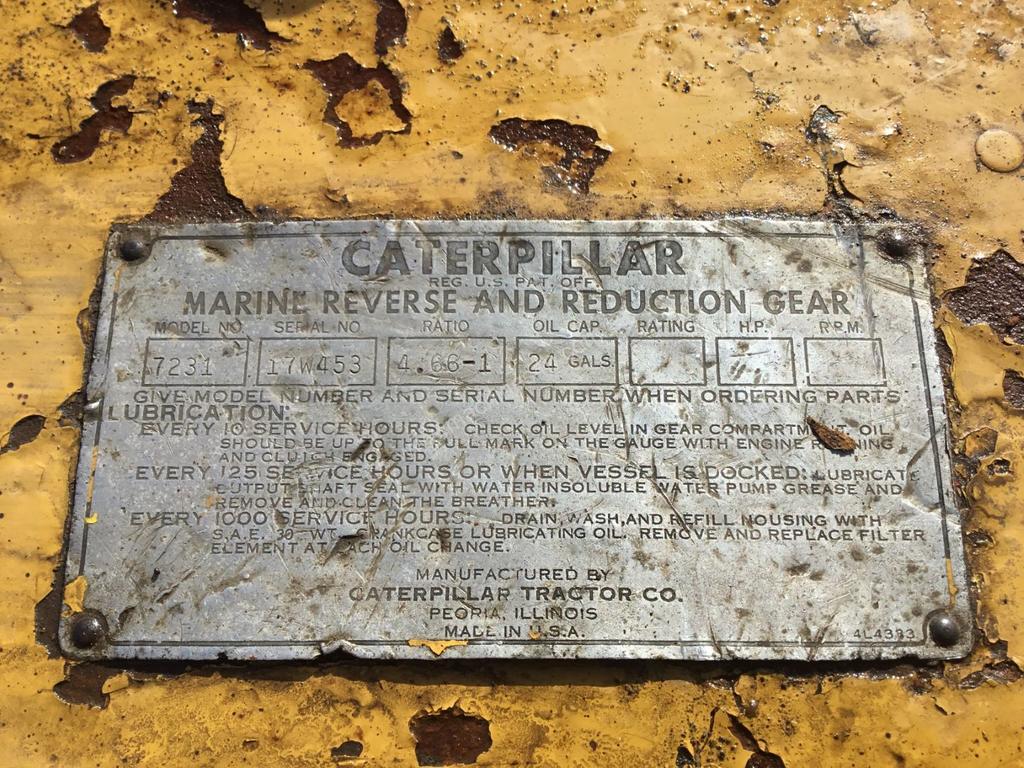 CATERPILLAR
REG. U.S. PAT. OFF.
MARINE REVERSE AND REDUCTION GEAR
MODEL NO. SERIAL NO. RATIO OIL CAP. RATING H.P. R.P.M.
7231 17W453 4.66-1 24 GALS.
GIVE MODEL NUMBER AND SERIAL NUMBER WHEN ORDERING PARTS
LUBRICATION:
EVERY 10 SERVICE HOURS: CHECK OIL LEVEL IN GEAR COMPARTMENT. OIL
SHOULD BE UP TO THE FULL MARK ON THE GAUGE WITH ENGINE RUNNING
AND CLUTCH ENGAGED.
EVERY 125 SERVICE HOURS OR WHEN VESSEL IS DOCKED: LUBRICATE
OUTPUT SHAFT SEAL WITH WATER INSOLUBLE WATER PUMP GREASE AND
REMOVE AND CLEAN THE BREATHER.
EVERY 1000 SERVICE HOURS: DRAIN, WASH, AND REFILL HOUSING WITH
S.A.E. 30 WT. CRANKCASE LUBRICATING OIL. REMOVE AND REPLACE FILTER
ELEMENT AT EACH OIL CHANGE.
MANUFACTURED BY
CATERPILLAR TRACTOR CO.
PEORIA, ILLINOIS
MADE IN U.S.A.
4L4383